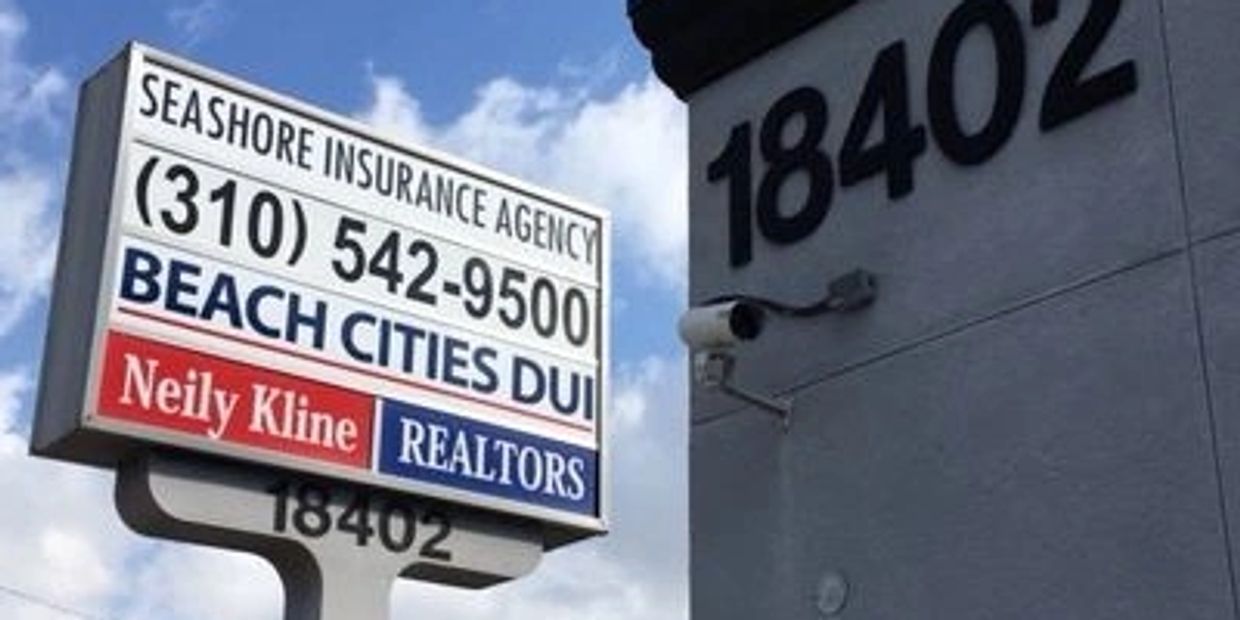 SEASHORE INSURANCE AGENCY
(310) 542-9500
BEACH CITIES DUI
Neily Kline REALTORS
18402
18402